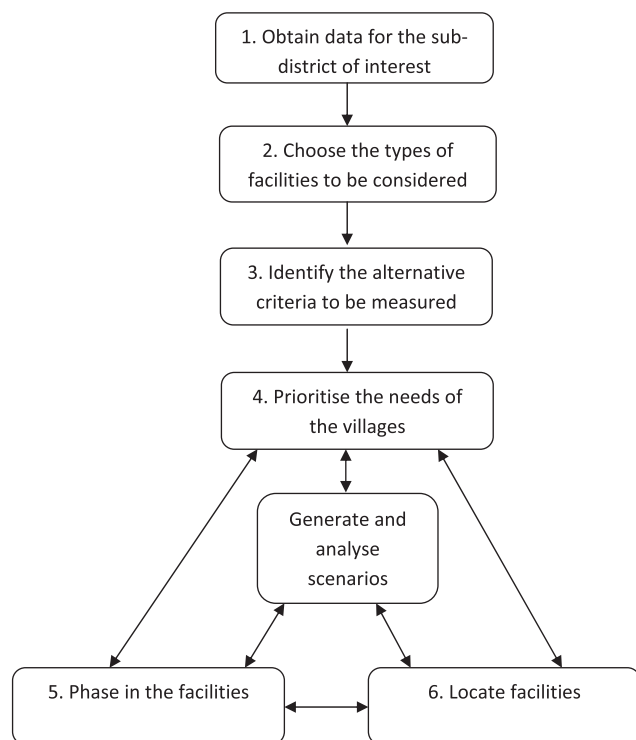 1. Obtain data for the sub-
district of interest
2. Choose the types of
facilities to be considered
3. Identify the alternative
criteria to be measured
4. Prioritise the needs of
the villages
Generate and
analyse
scenarios
5. Phase in the facilities
6. Locate facilities